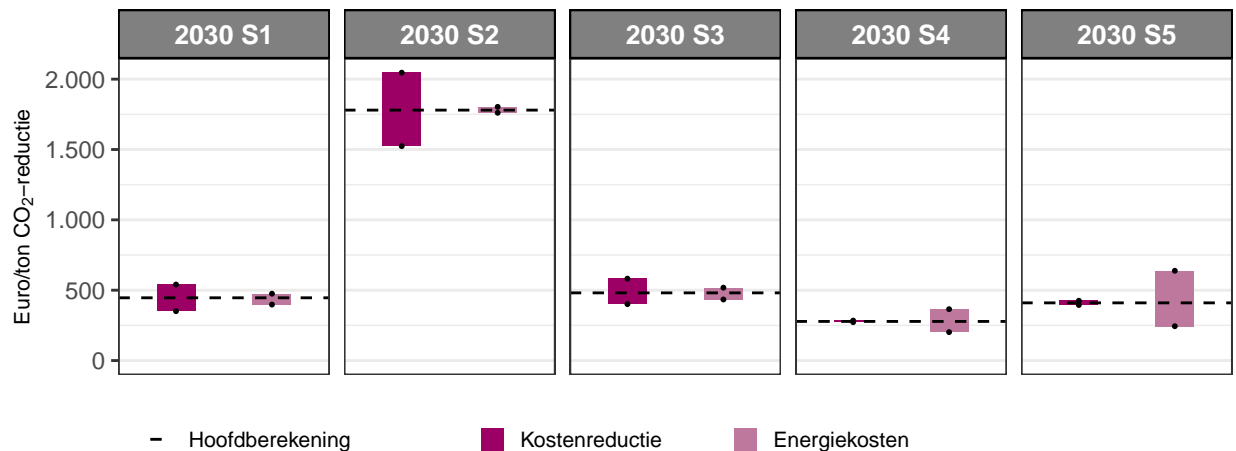 2030 S1
2030 S2
2030 S3
2030 S4
2030 S5
Euro/ton CO₂−reductie
2.000
1.500
1.000
500
0
Hoofdberekening
Kostenreductie
Energiekosten